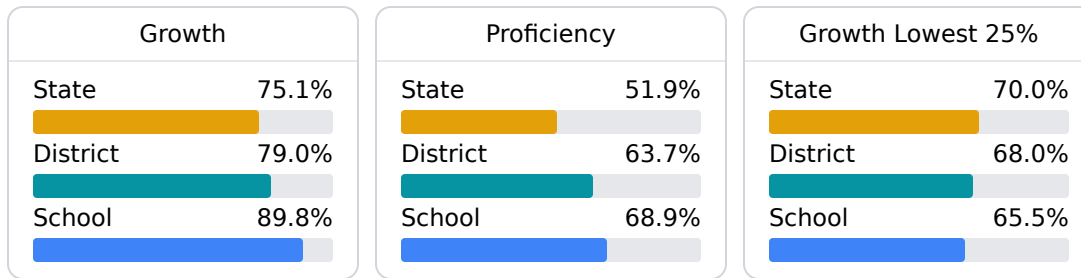 Growth
State 75.1%
District 79.0%
School 89.8%
Proficiency
State 51.9%
District 63.7%
School 68.9%
Growth Lowest 25%
State 70.0%
District 68.0%
School 65.5%